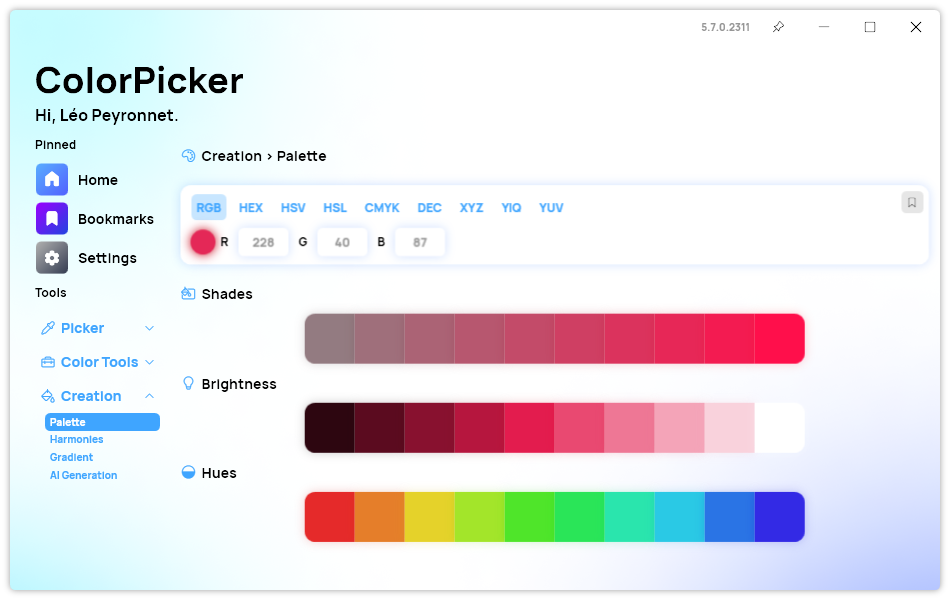 5.7.0.2311
ColorPicker
Hi, Léo Peyronnet.
Pinned
Home
Bookmarks
Settings
Tools
Picker
Color Tools
Creation
Palette
Harmonies
Gradient
AI Generation
Creation > Palette
RGB HEX HSV HSL CMYK DEC XYZ YIQ YUV
R 228 G 40 B 87
Shades
Brightness
Hues